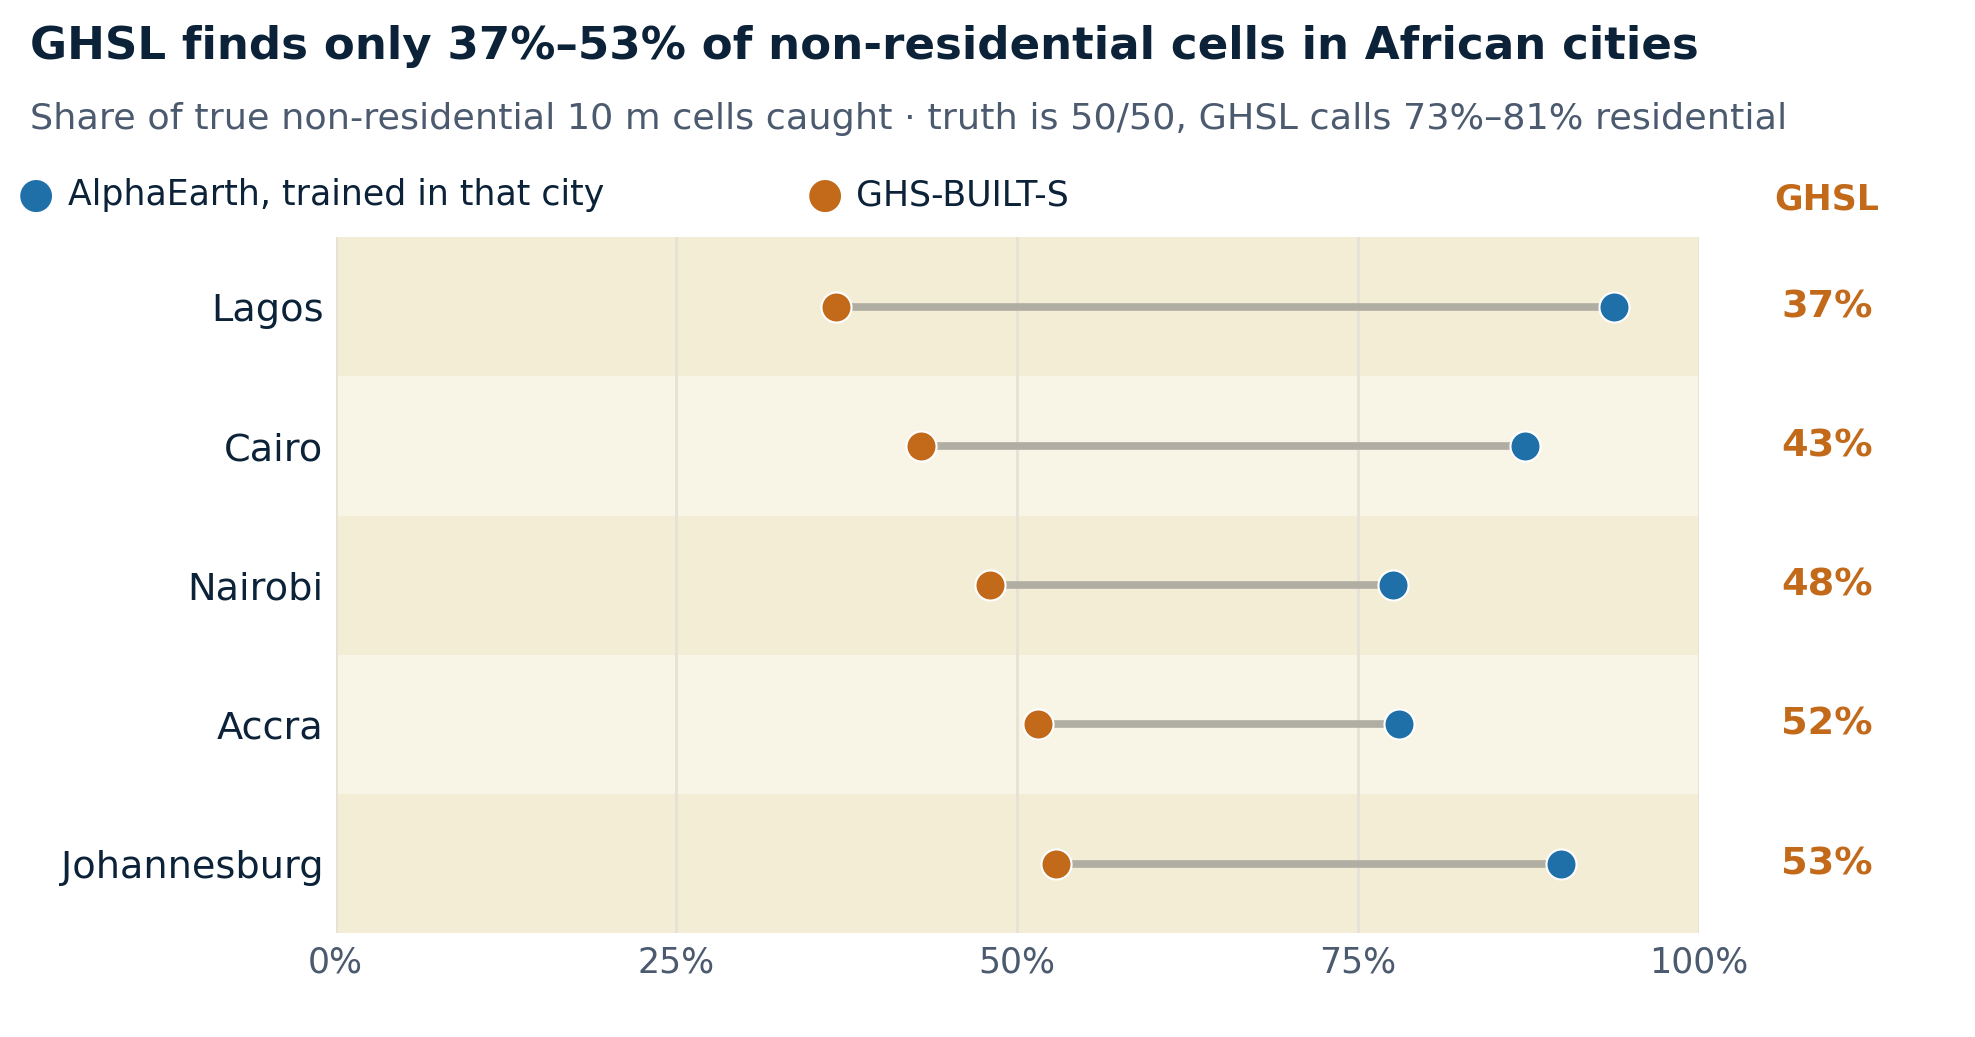 GHSL finds only 37%–53% of non-residential cells in African cities
Share of true non-residential 10 m cells caught · truth is 50/50, GHSL calls 73%–81% residential
AlphaEarth, trained in that city
GHS-BUILT-S
GHSL
Lagos
37%
Cairo
43%
Nairobi
48%
Accra
52%
Johannesburg
53%
0%
25%
50%
75%
100%